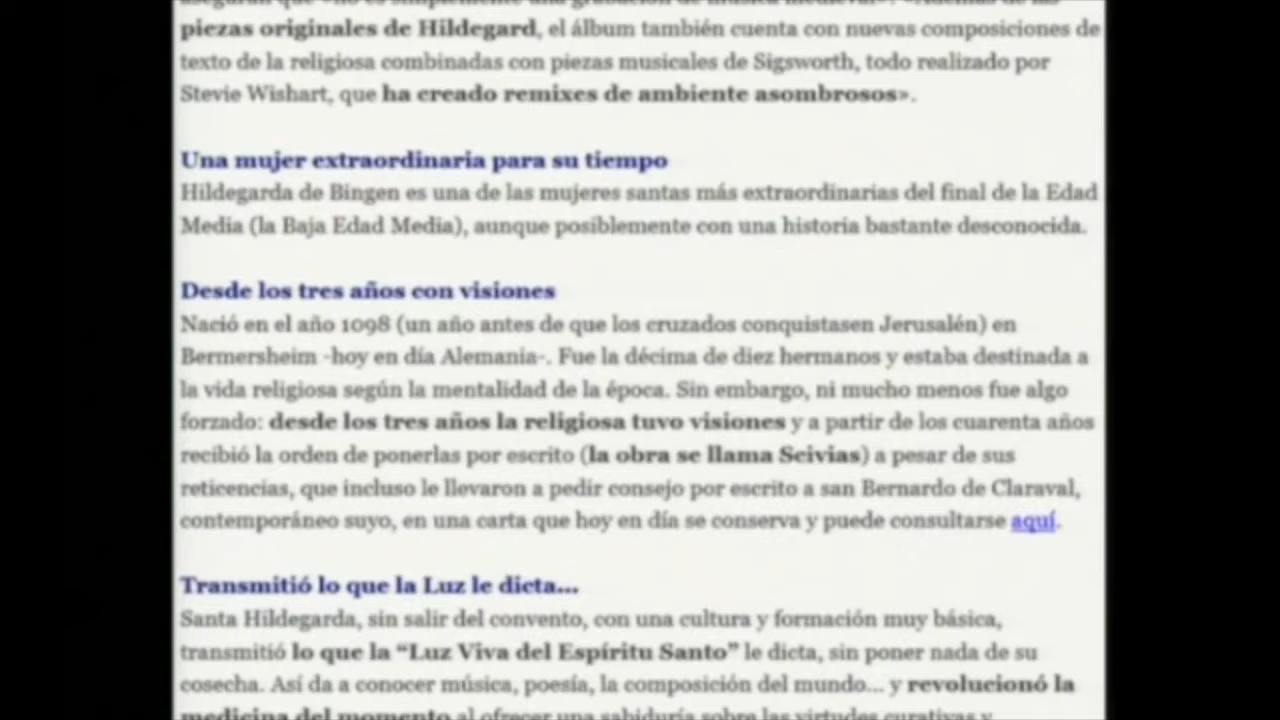 piezas originales de Hildegard, el álbum también cuenta con nuevas composiciones de
texto de la religiosa combinadas con piezas musicales de Sigsworth, todo realizado por
Stevie Wishart, que ha creado remixes de ambiente asombrosos».
Una mujer extraordinaria para su tiempo
Hildegarda de Bingen es una de las mujeres santas más extraordinarias del final de la Edad
Media (la Baja Edad Media), aunque posiblemente con una historia bastante desconocida.
Desde los tres años con visiones
Nació en el año 1098 (un año antes de que los cruzados conquistasen Jerusalén) en
Bermersheim -hoy en día Alemania-. Fue la décima de diez hermanos y estaba destinada a
la vida religiosa según la mentalidad de la época. Sin embargo, ni mucho menos fue algo
forzado: desde los tres años la religiosa tuvo visiones y a partir de los cuarenta años
recibió la orden de ponerlas por escrito (la obra se llama Scivias) a pesar de sus
reticencias, que incluso le llevaron a pedir consejo por escrito a san Bernardo de Claraval,
contemporáneo suyo, en una carta que hoy en día se conserva y puede consultarse aquí.
Transmitió lo que la Luz le dicta...
Santa Hildegarda, sin salir del convento, con una cultura y formación muy básica,
transmitió lo que la “Luz Viva del Espíritu Santo” le dicta, sin poner nada de su
cosecha. Así da a conocer música, poesía, la composición del mundo... y revolucionó la
medicina del momento al ofrecer una sabiduría sobre las virtudes curativas y